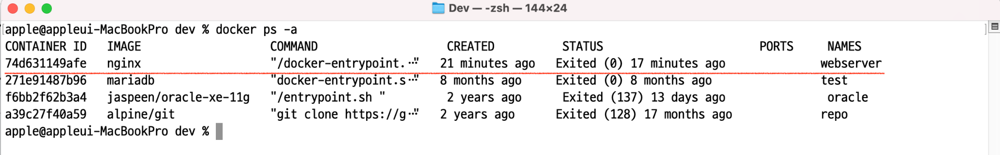 Dev — -zsh — 144×24
apple@appleui-MacBookPro dev % docker ps -a
CONTAINER ID   IMAGE                   COMMAND                   CREATED          STATUS                       PORTS     NAMES
74d631149afe   nginx                   "/docker-entrypoint.…"   21 minutes ago   Exited (0) 17 minutes ago              webserver
271e91487b96   mariadb                 "docker-entrypoint.s…"   8 months ago     Exited (0) 8 months ago                test
f6bb2f62b3a4   jaspeen/oracle-xe-11g   "/entrypoint.sh "         2 years ago      Exited (137) 13 days ago               oracle
a39c27f40a59   alpine/git              "git clone https://g…"   2 years ago      Exited (128) 17 months ago             repo
apple@appleui-MacBookPro dev %